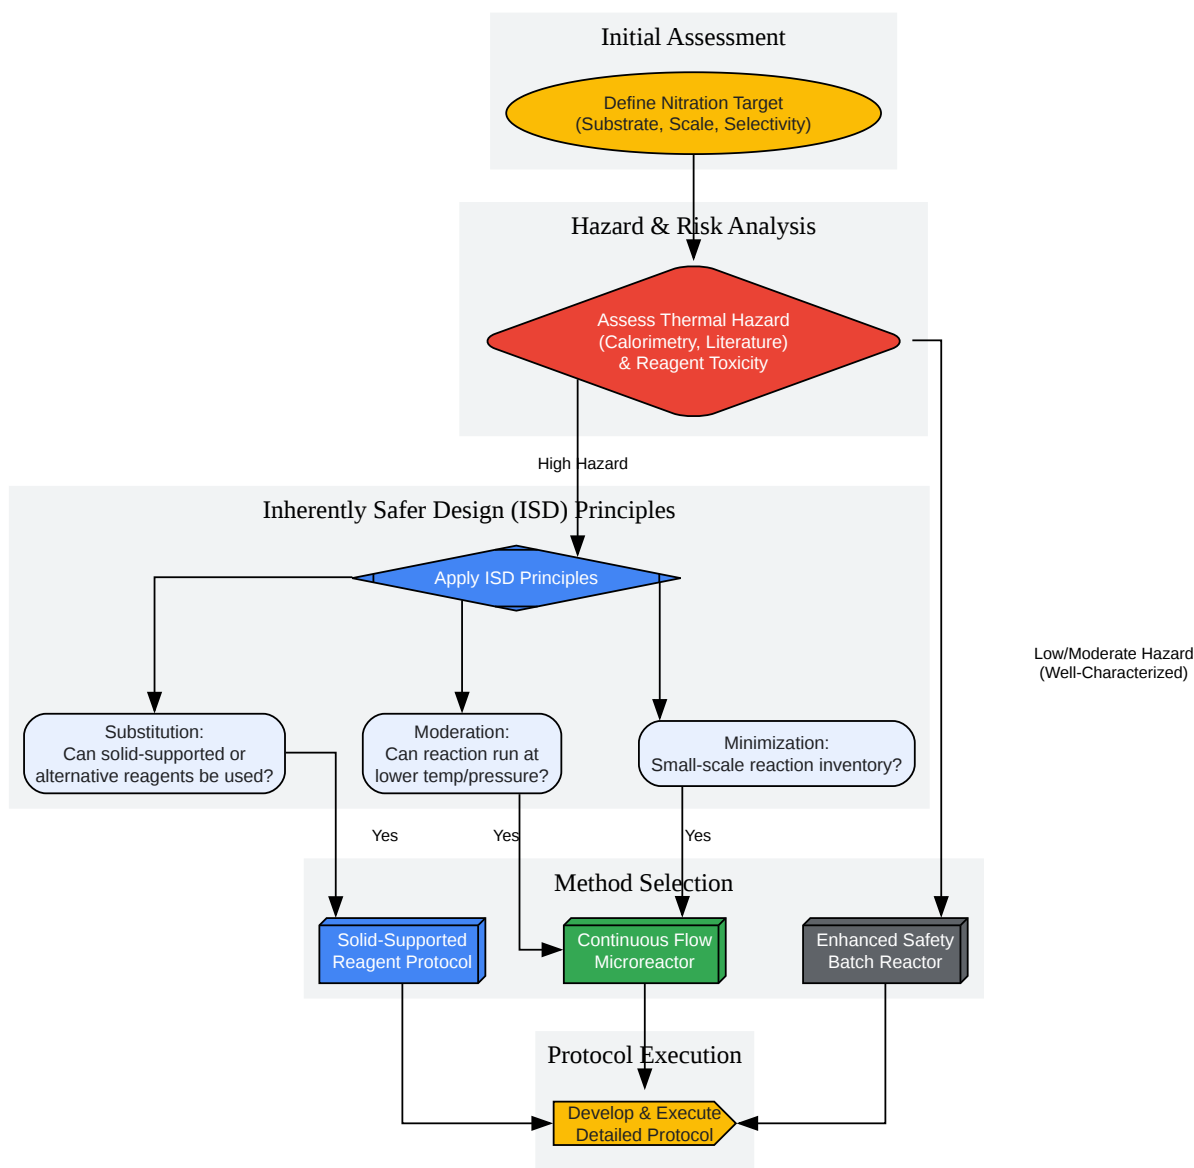 Initial Assessment
Define Nitration Target
(Substrate, Scale, Selectivity)
Hazard & Risk Analysis
Assess Thermal Hazard
(Calorimetry, Literature)
& Reagent Toxicity
High Hazard
Inherently Safer Design (ISD) Principles
Apply ISD Principles
Low/Moderate Hazard
(Well-Characterized)
Substitution:
Can solid-supported or
alternative reagents be used?
Moderation:
Can reaction run at
lower temp/pressure?
Minimization:
Small-scale reaction inventory?
Yes
Yes
Yes
Method Selection
Solid-Supported
Reagent Protocol
Continuous Flow
Microreactor
Enhanced Safety
Batch Reactor
Protocol Execution
Develop & Execute
Detailed Protocol